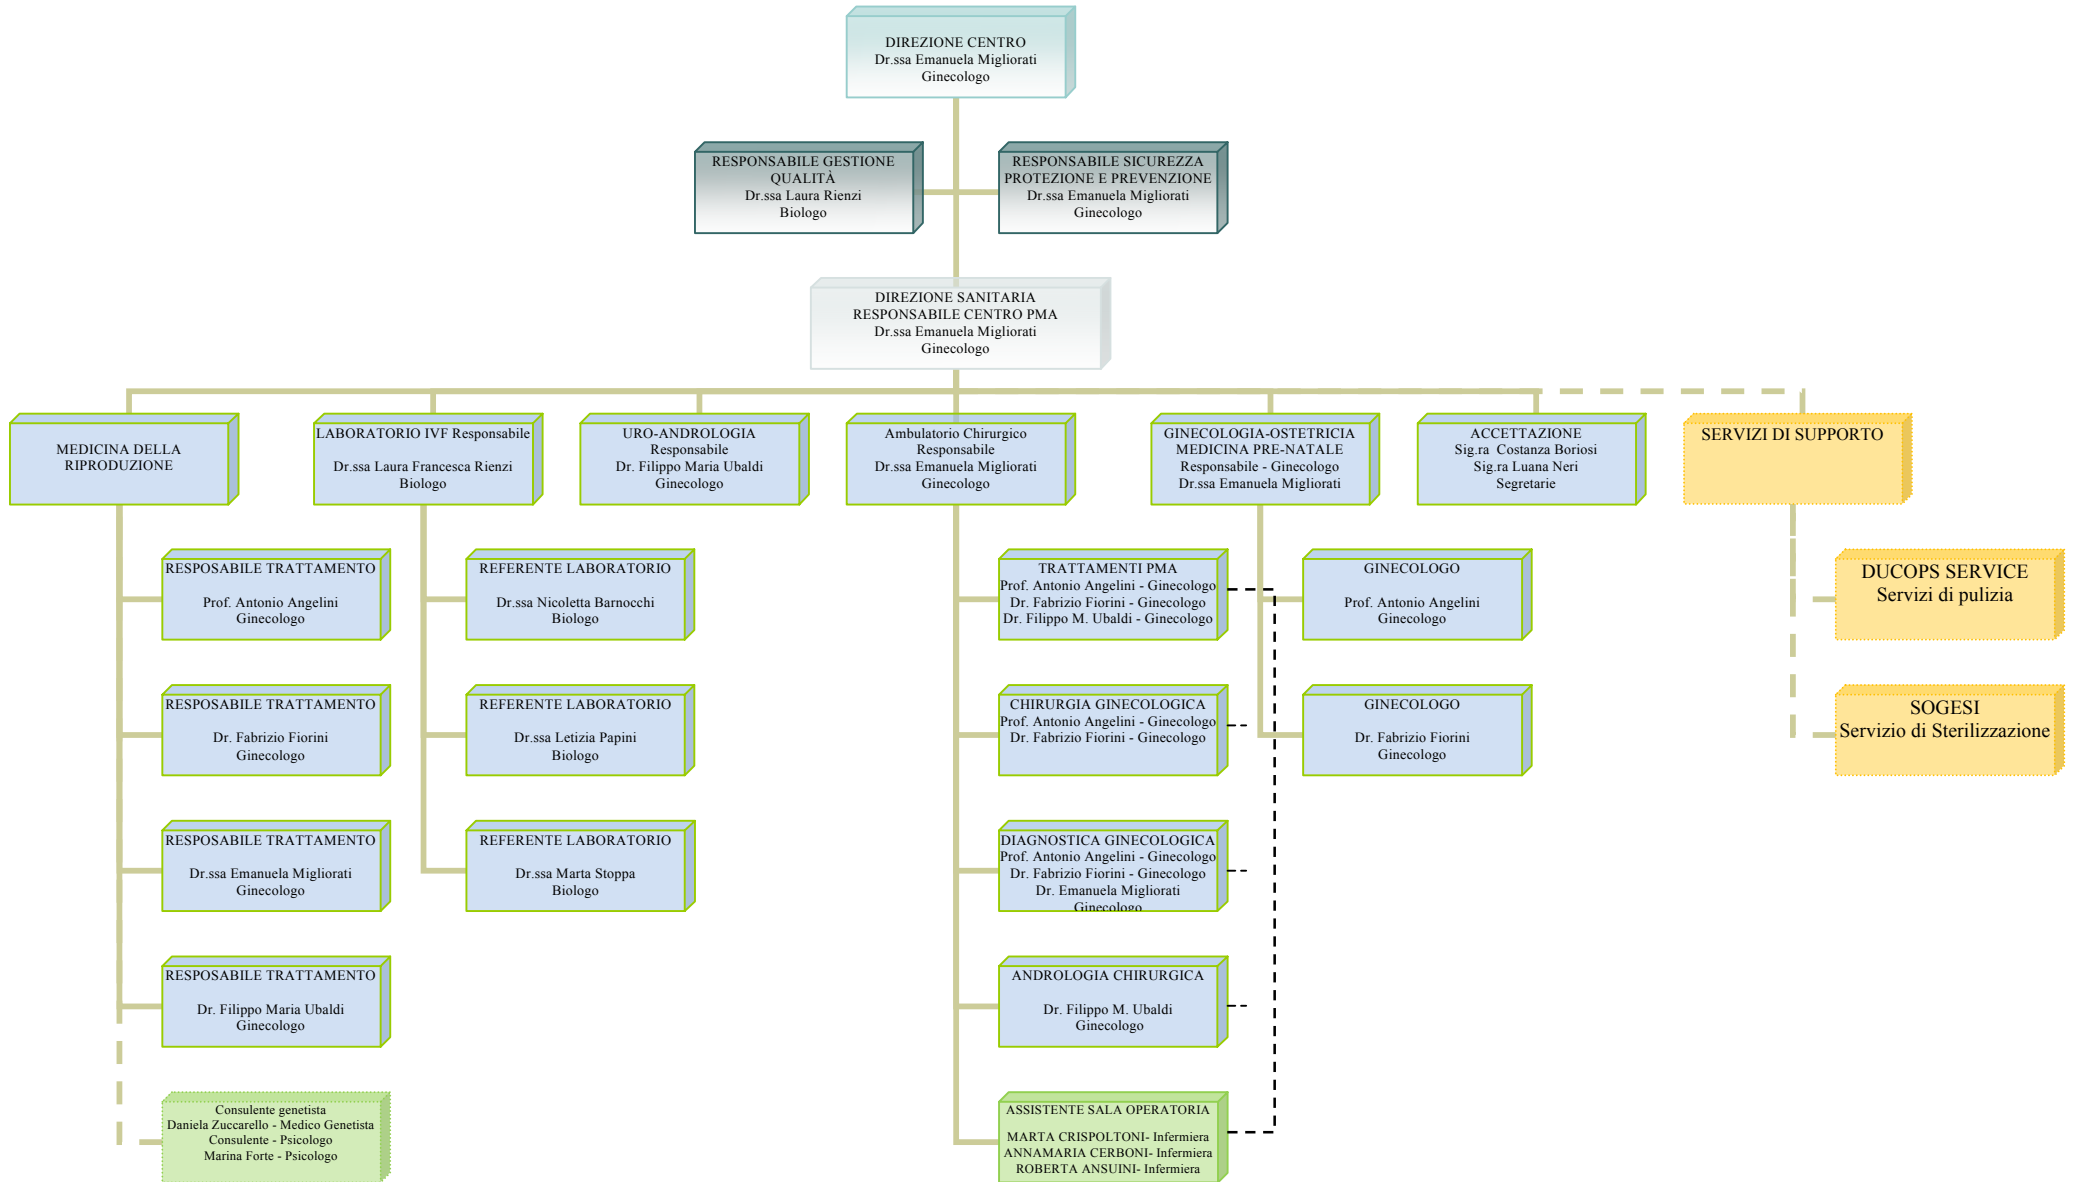 DIREZIONE CENTRO
Dr.ssa Emanuela Migliorati
Ginecologo
RESPONSABILE GESTIONE
QUALITÀ
Dr.ssa Laura Rienzi
Biologo
RESPONSABILE SICUREZZA
PROTEZIONE E PREVENZIONE
Dr.ssa Emanuela Migliorati
Ginecologo
DIREZIONE SANITARIA
RESPONSABILE CENTRO PMA
Dr.ssa Emanuela Migliorati
Ginecologo
MEDICINA DELLA
RIPRODUZIONE
LABORATORIO IVF Responsabile
Dr.ssa Laura Francesca Rienzi
Biologo
URO-ANDROLOGIA
Responsabile
Dr. Filippo Maria Ubaldi
Ginecologo
Ambulatorio Chirurgico
Responsabile
Dr.ssa Emanuela Migliorati
Ginecologo
GINECOLOGIA-OSTETRICIA
MEDICINA PRE-NATALE
Responsabile - Ginecologo
Dr.ssa Emanuela Migliorati
ACCETTAZIONE
Sig.ra Costanza Boriosi
Sig.ra Luana Neri
Segretarie
SERVIZI DI SUPPORTO
RESPOSABILE TRATTAMENTO
Prof. Antonio Angelini
Ginecologo
REFERENTE LABORATORIO
Dr.ssa Nicoletta Barnocchi
Biologo
TRATTAMENTI PMA
Prof. Antonio Angelini - Ginecologo
Dr. Fabrizio Fiorini - Ginecologo
Dr. Filippo M. Ubaldi - Ginecologo
GINECOLOGO
Prof. Antonio Angelini
Ginecologo
DUCOPS SERVICE
Servizi di pulizia
RESPOSABILE TRATTAMENTO
Dr. Fabrizio Fiorini
Ginecologo
REFERENTE LABORATORIO
Dr.ssa Letizia Papini
Biologo
CHIRURGIA GINECOLOGICA
Prof. Antonio Angelini - Ginecologo
Dr. Fabrizio Fiorini - Ginecologo
GINECOLOGO
Dr. Fabrizio Fiorini
Ginecologo
SOGESI
Servizio di Sterilizzazione
RESPOSABILE TRATTAMENTO
Dr.ssa Emanuela Migliorati
Ginecologo
REFERENTE LABORATORIO
Dr.ssa Marta Stoppa
Biologo
DIAGNOSTICA GINECOLOGICA
Prof. Antonio Angelini - Ginecologo
Dr. Fabrizio Fiorini - Ginecologo
Dr. Emanuela Migliorati
Ginecologo
RESPOSABILE TRATTAMENTO
Dr. Filippo Maria Ubaldi
Ginecologo
ANDROLOGIA CHIRURGICA
Dr. Filippo M. Ubaldi
Ginecologo
Consulente genetista
Daniela Zuccarello - Medico Genetista
Consulente - Psicologo
Marina Forte - Psicologo
ASSISTENTE SALA OPERATORIA
MARTA CRISPOLTONI- Infermiera
ANNAMARIA CERBONI- Infermiera
ROBERTA ANSUINI- Infermiera